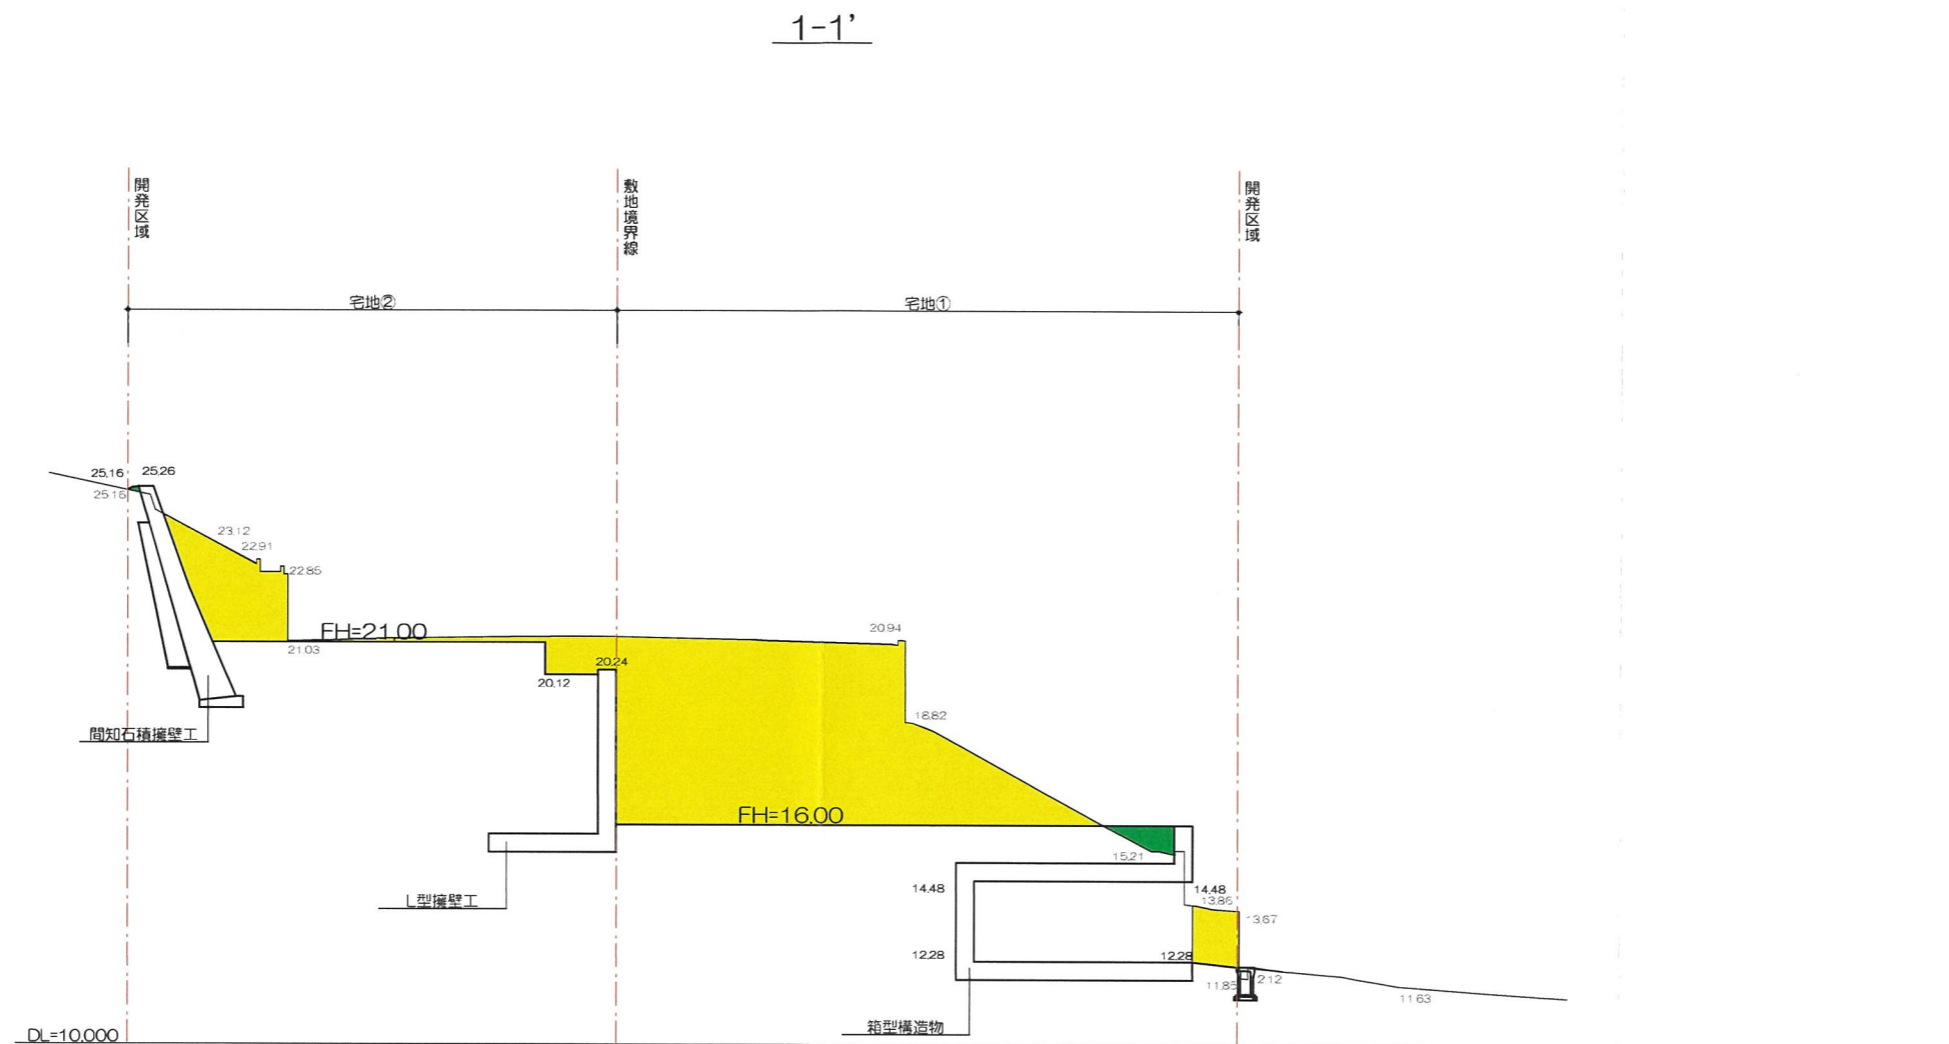 1-1’
開発区域
敷地境界線
開発区域
宅地②
宅地①
25.16
25.26
25.16
23.12
22.91
22.85
FH=21.00
21.03
20.94
20.24
20.12
18.82
間知石積擁壁工
FH=16.00
15.21
L型擁壁工
14.48
14.48
13.86
13.67
12.28
12.28
11.85
2.12
11.63
箱型構造物
DL=10.000